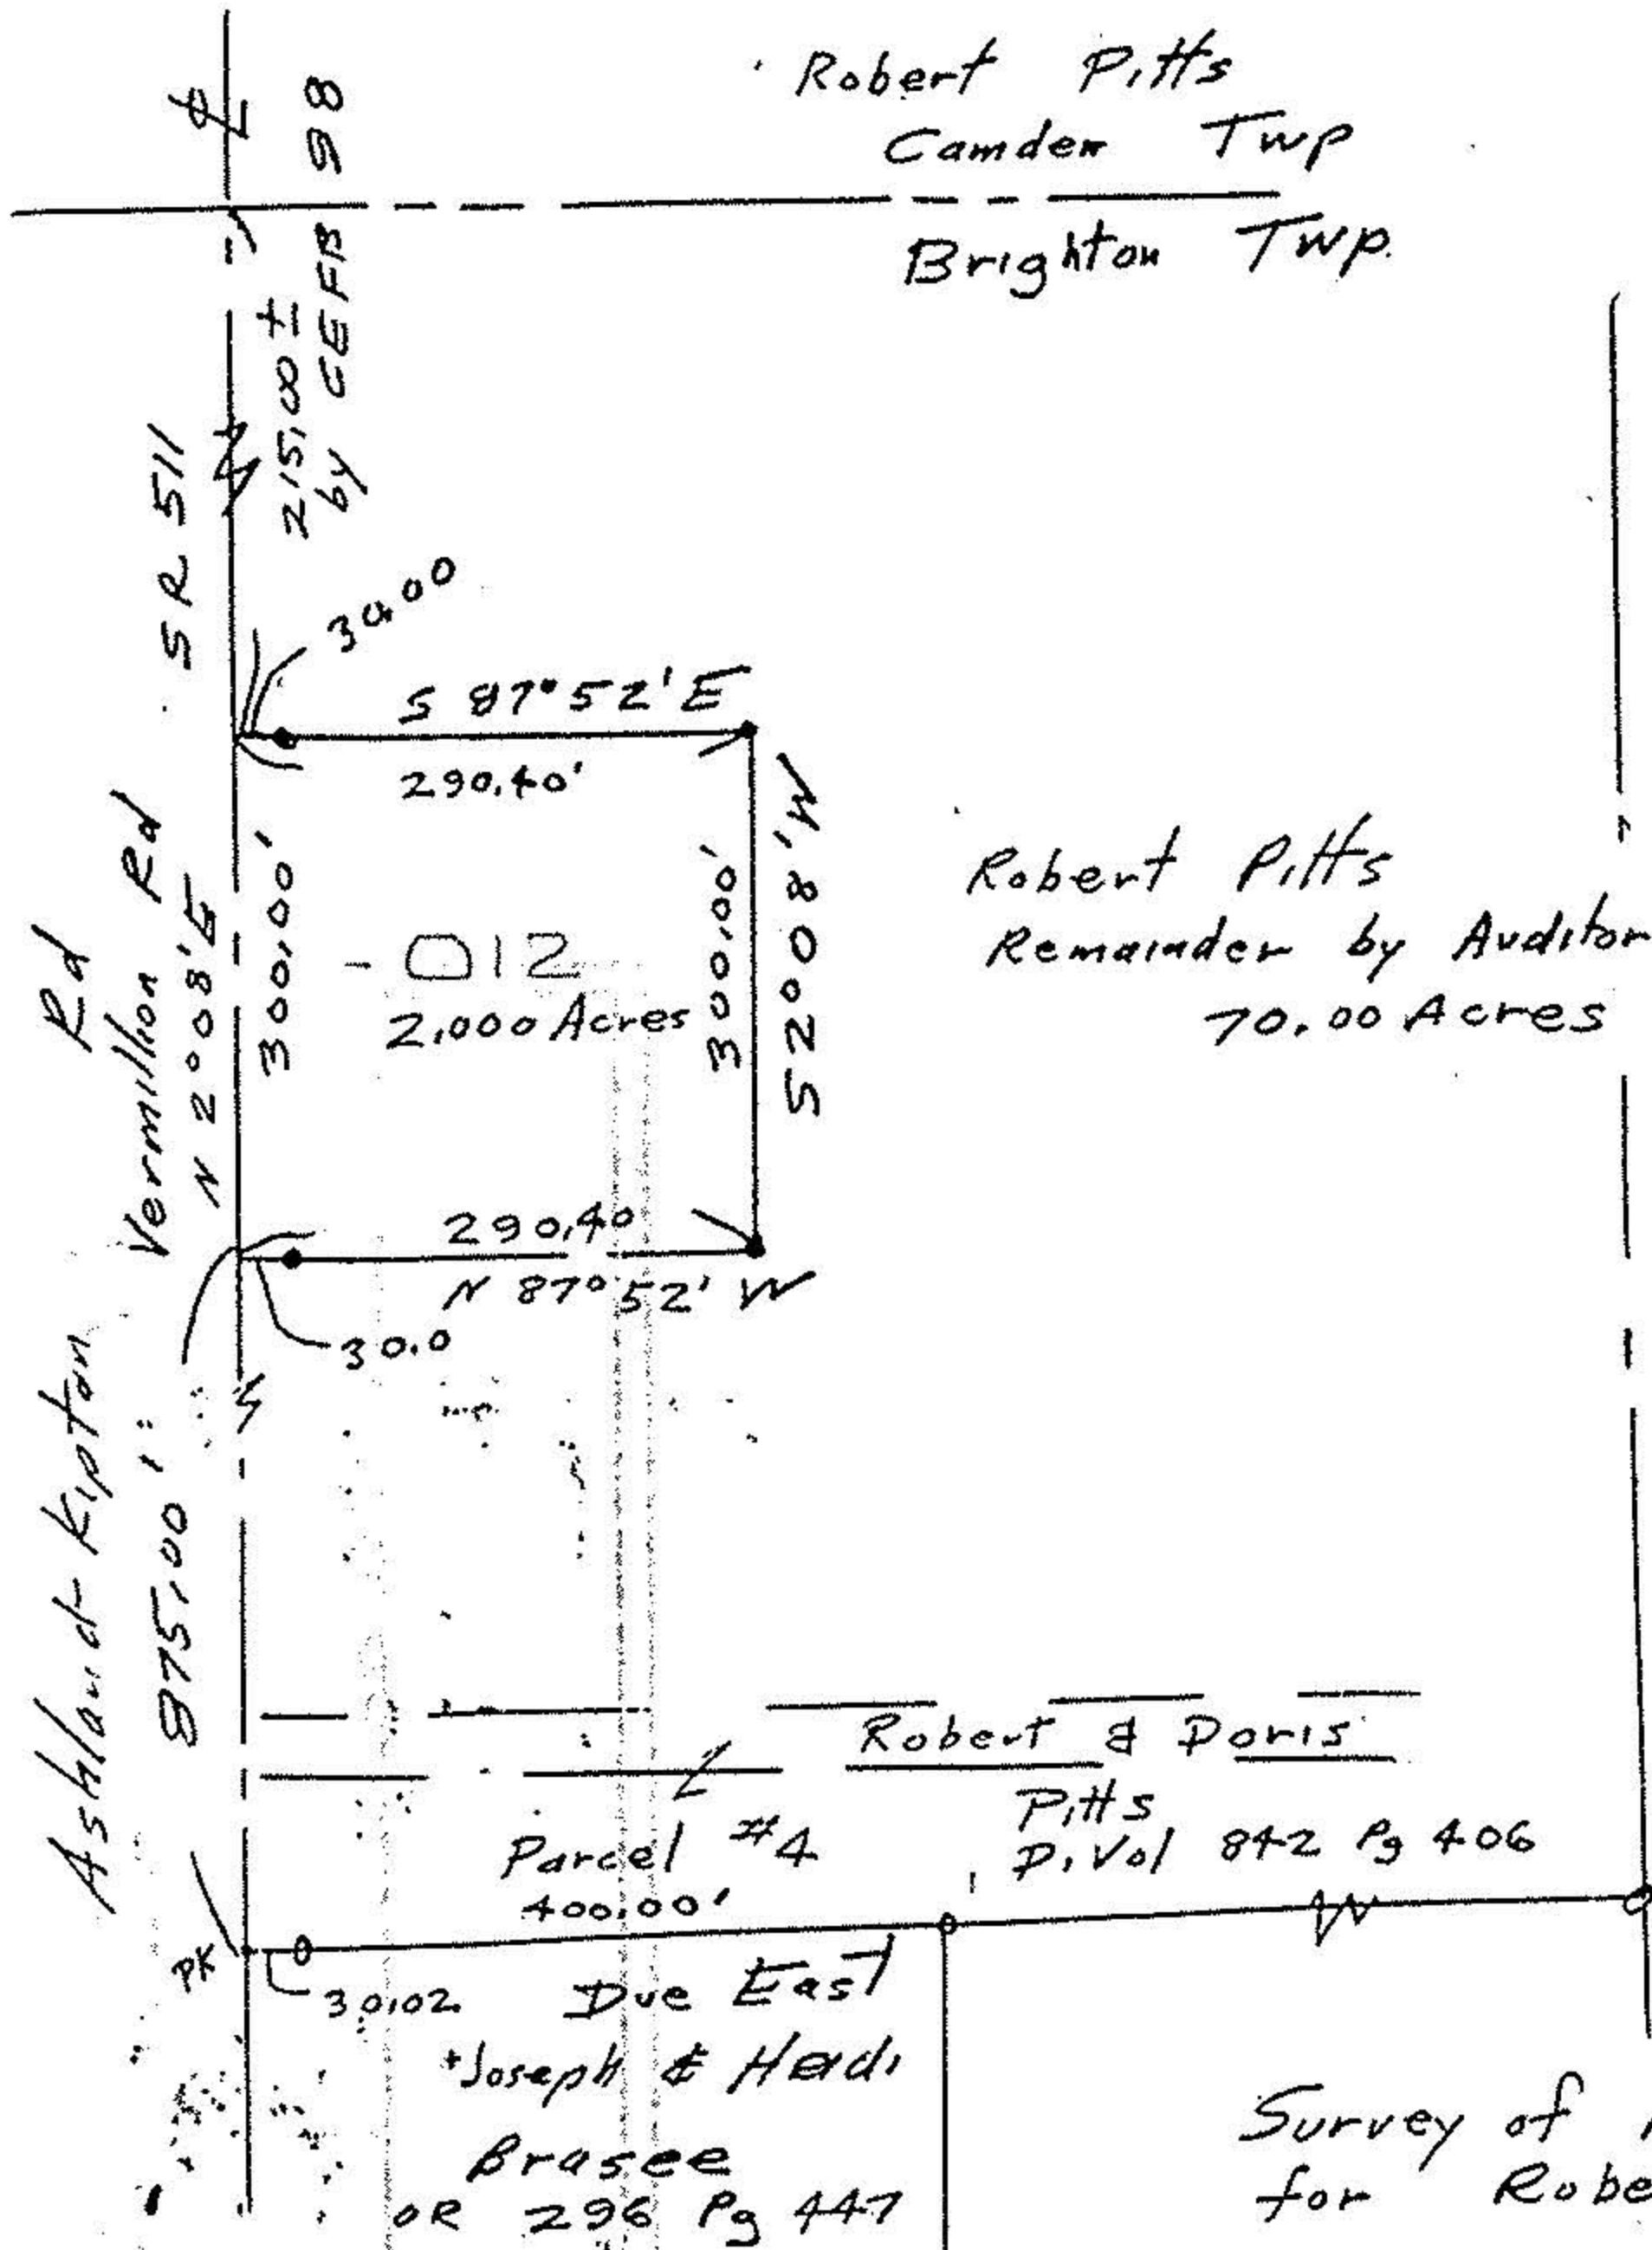 Robert Pitts
Camden Twp
Brighton Twp.
215.00 ±
by CEFB 98
SR 511
30.00
S 87° 52' E
290.40'
Ashland-Kipton Rd
Vermillion Rd
N 2° 08' E
300.00'
-012
2.000 Acres
300.00'
S 2° 08' W
Robert Pitts
Remainder by Auditor
70.00 Acres
290.40
N 87° 52' W
30.0
875.00'
Robert & Doris
Pitts
D. Vol 842 Pg 406
Parcel #4
400.00'
PK
30.02
Due East
Joseph & Heidi
Brasee
OR 296 Pg 447
Survey of
for Robe